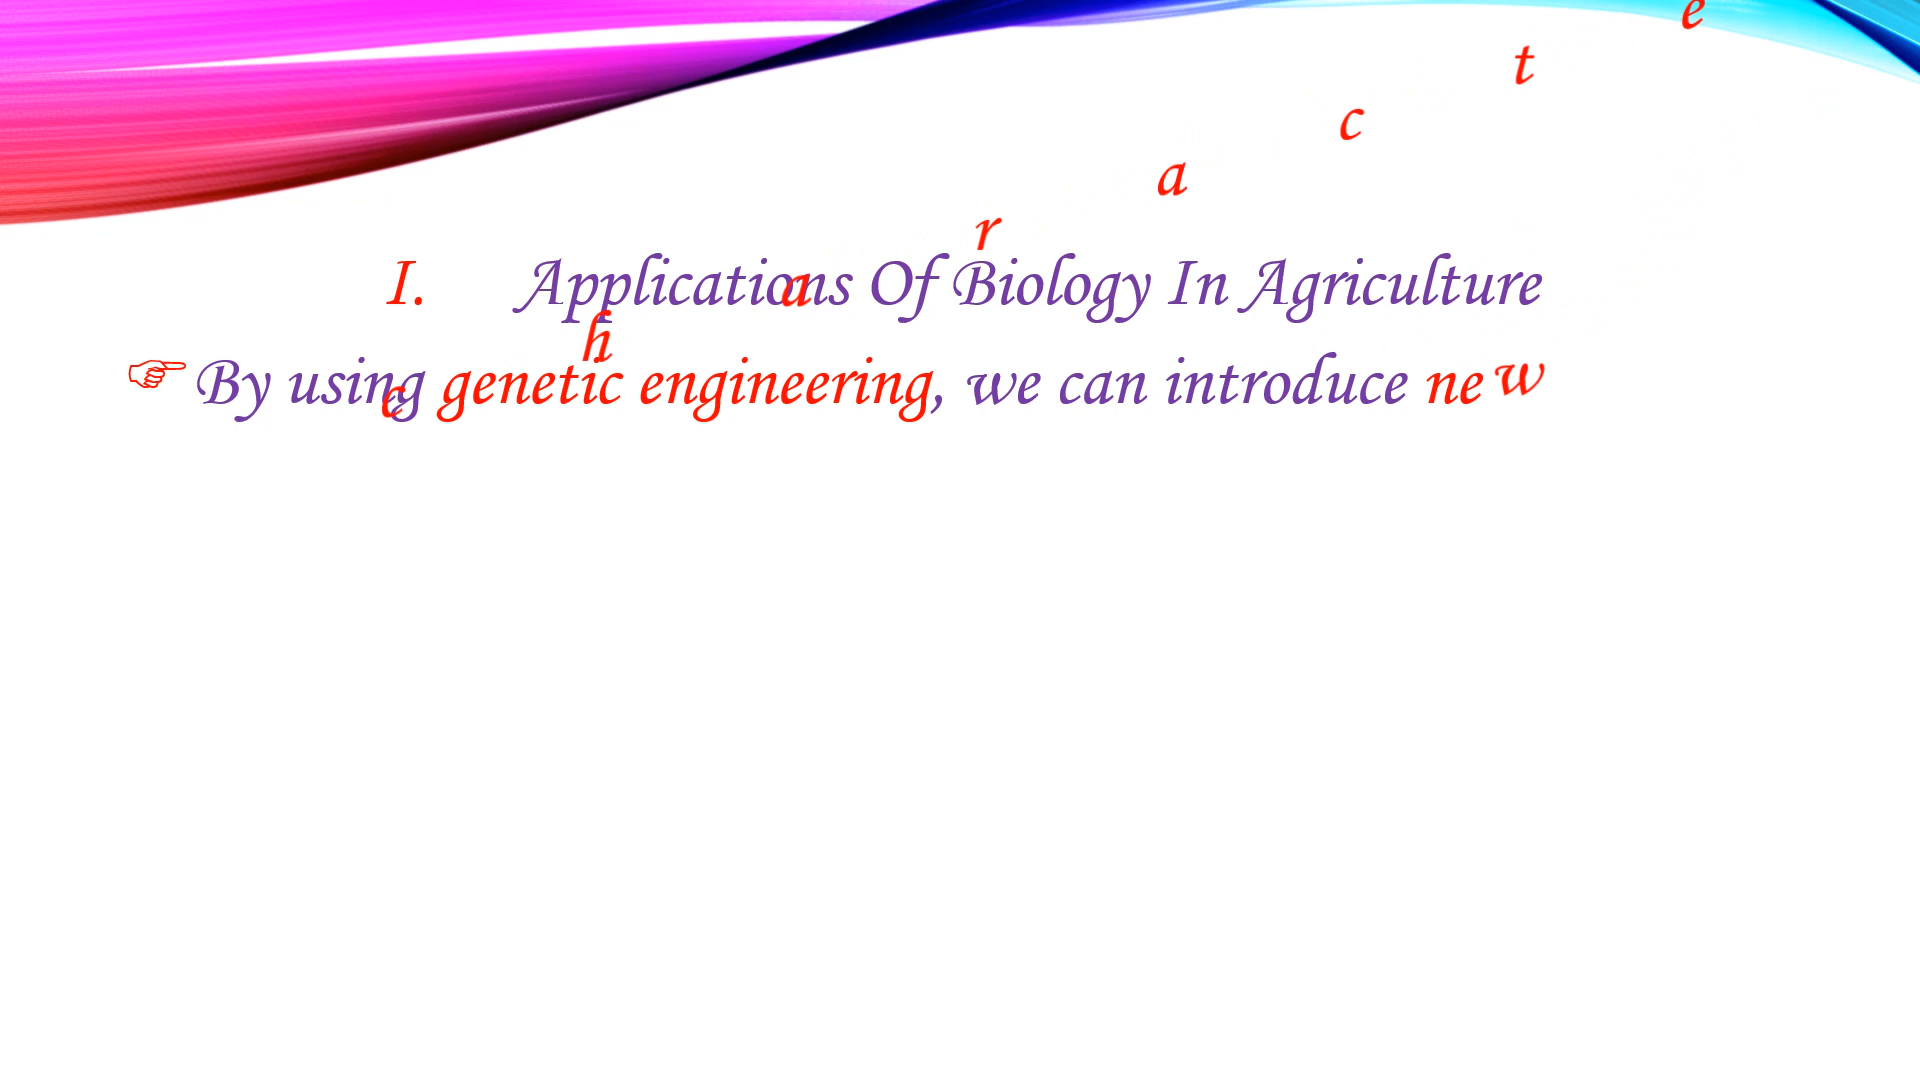 I. Applications Of Biology In Agriculture
☞ By using genetic engineering, we can introduce new
c h a r a c t e